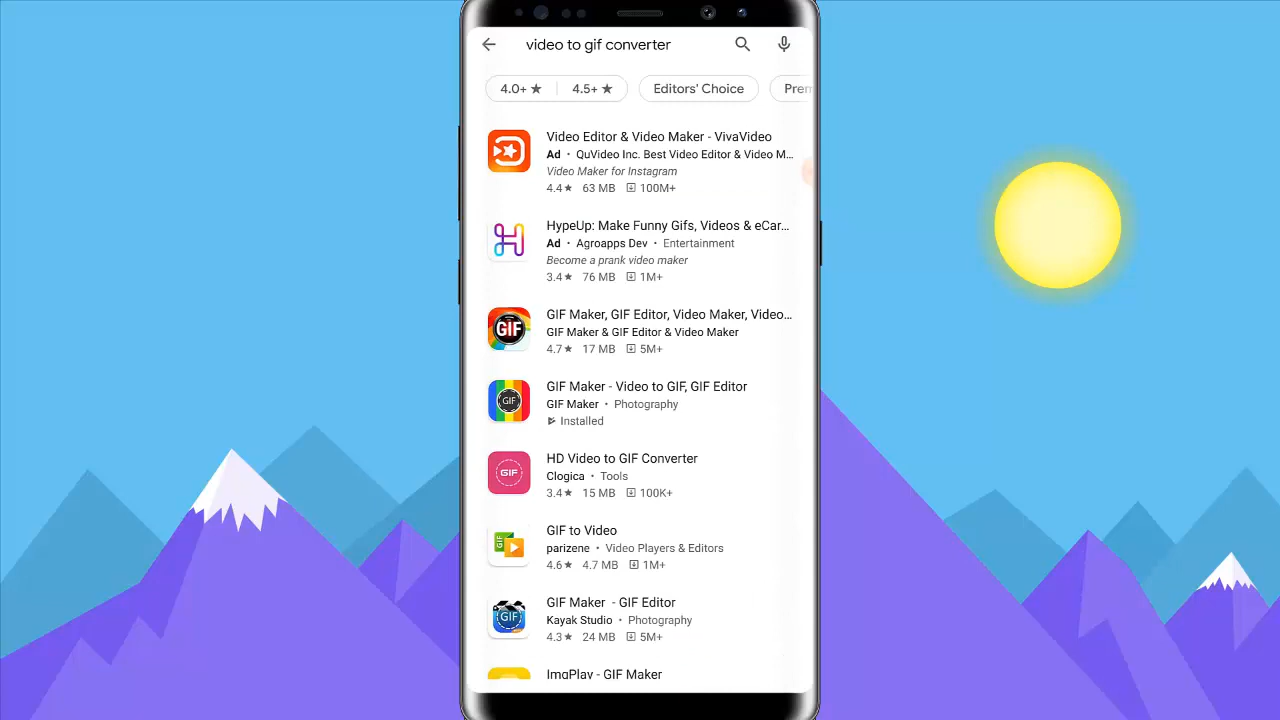 video to gif converter
4.0+ ★ 4.5+ ★ Editors' Choice Prem
Video Editor & Video Maker - VivaVideo
Ad • QuVideo Inc. Best Video Editor & Video M...
Video Maker for Instagram
4.4★ 63 MB 100M+
HypeUp: Make Funny Gifs, Videos & eCar...
Ad • Agroapps Dev • Entertainment
Become a prank video maker
3.4★ 76 MB 1M+
GIF
GIF Maker, GIF Editor, Video Maker, Video...
GIF Maker & GIF Editor & Video Maker
4.7★ 17 MB 5M+
GIF
GIF Maker - Video to GIF, GIF Editor
GIF Maker • Photography
Installed
GIF
HD Video to GIF Converter
Clogica • Tools
3.4★ 15 MB 100K+
GIF
GIF to Video
parizene • Video Players & Editors
4.6★ 4.7 MB 1M+
GIF
GIF Maker - GIF Editor
Kayak Studio • Photography
4.3★ 24 MB 5M+
ImgPlay - GIF Maker